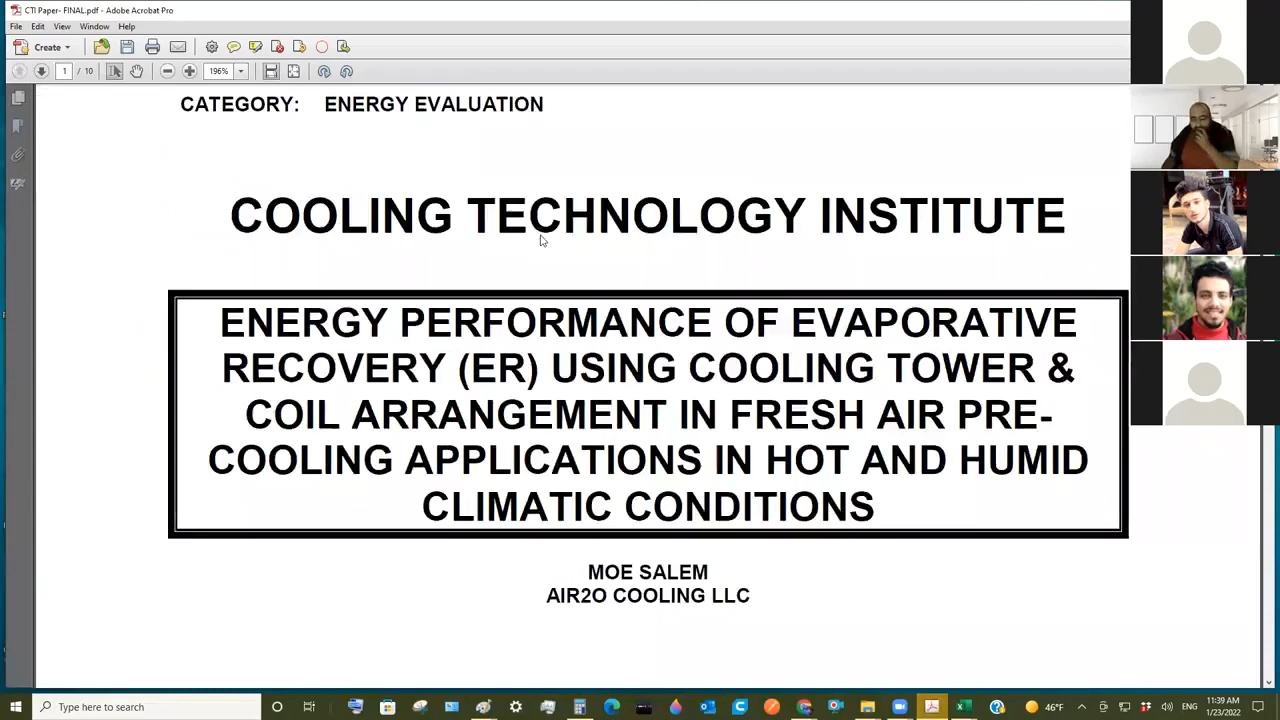 CTI Paper- FINAL.pdf - Adobe Acrobat Pro
File Edit View Window Help
Create
1 / 10 196%
CATEGORY: ENERGY EVALUATION
COOLING TECHNOLOGY INSTITUTE
ENERGY PERFORMANCE OF EVAPORATIVE
RECOVERY (ER) USING COOLING TOWER &
COIL ARRANGEMENT IN FRESH AIR PRE-
COOLING APPLICATIONS IN HOT AND HUMID
CLIMATIC CONDITIONS
MOE SALEM
AIR2O COOLING LLC
Type here to search
46°F
11:39 AM
1/23/2022